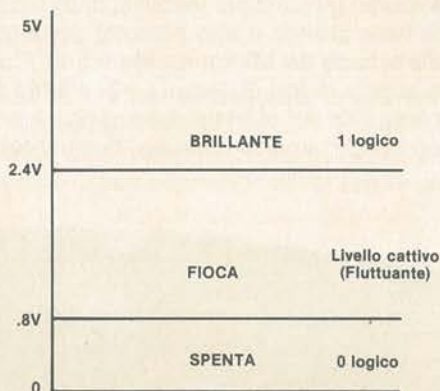 5V
BRILLANTE 1 logico
2.4V
FIOCA Livello cattivo
(Fluttuante)
.8V
SPENTA 0 logico
0